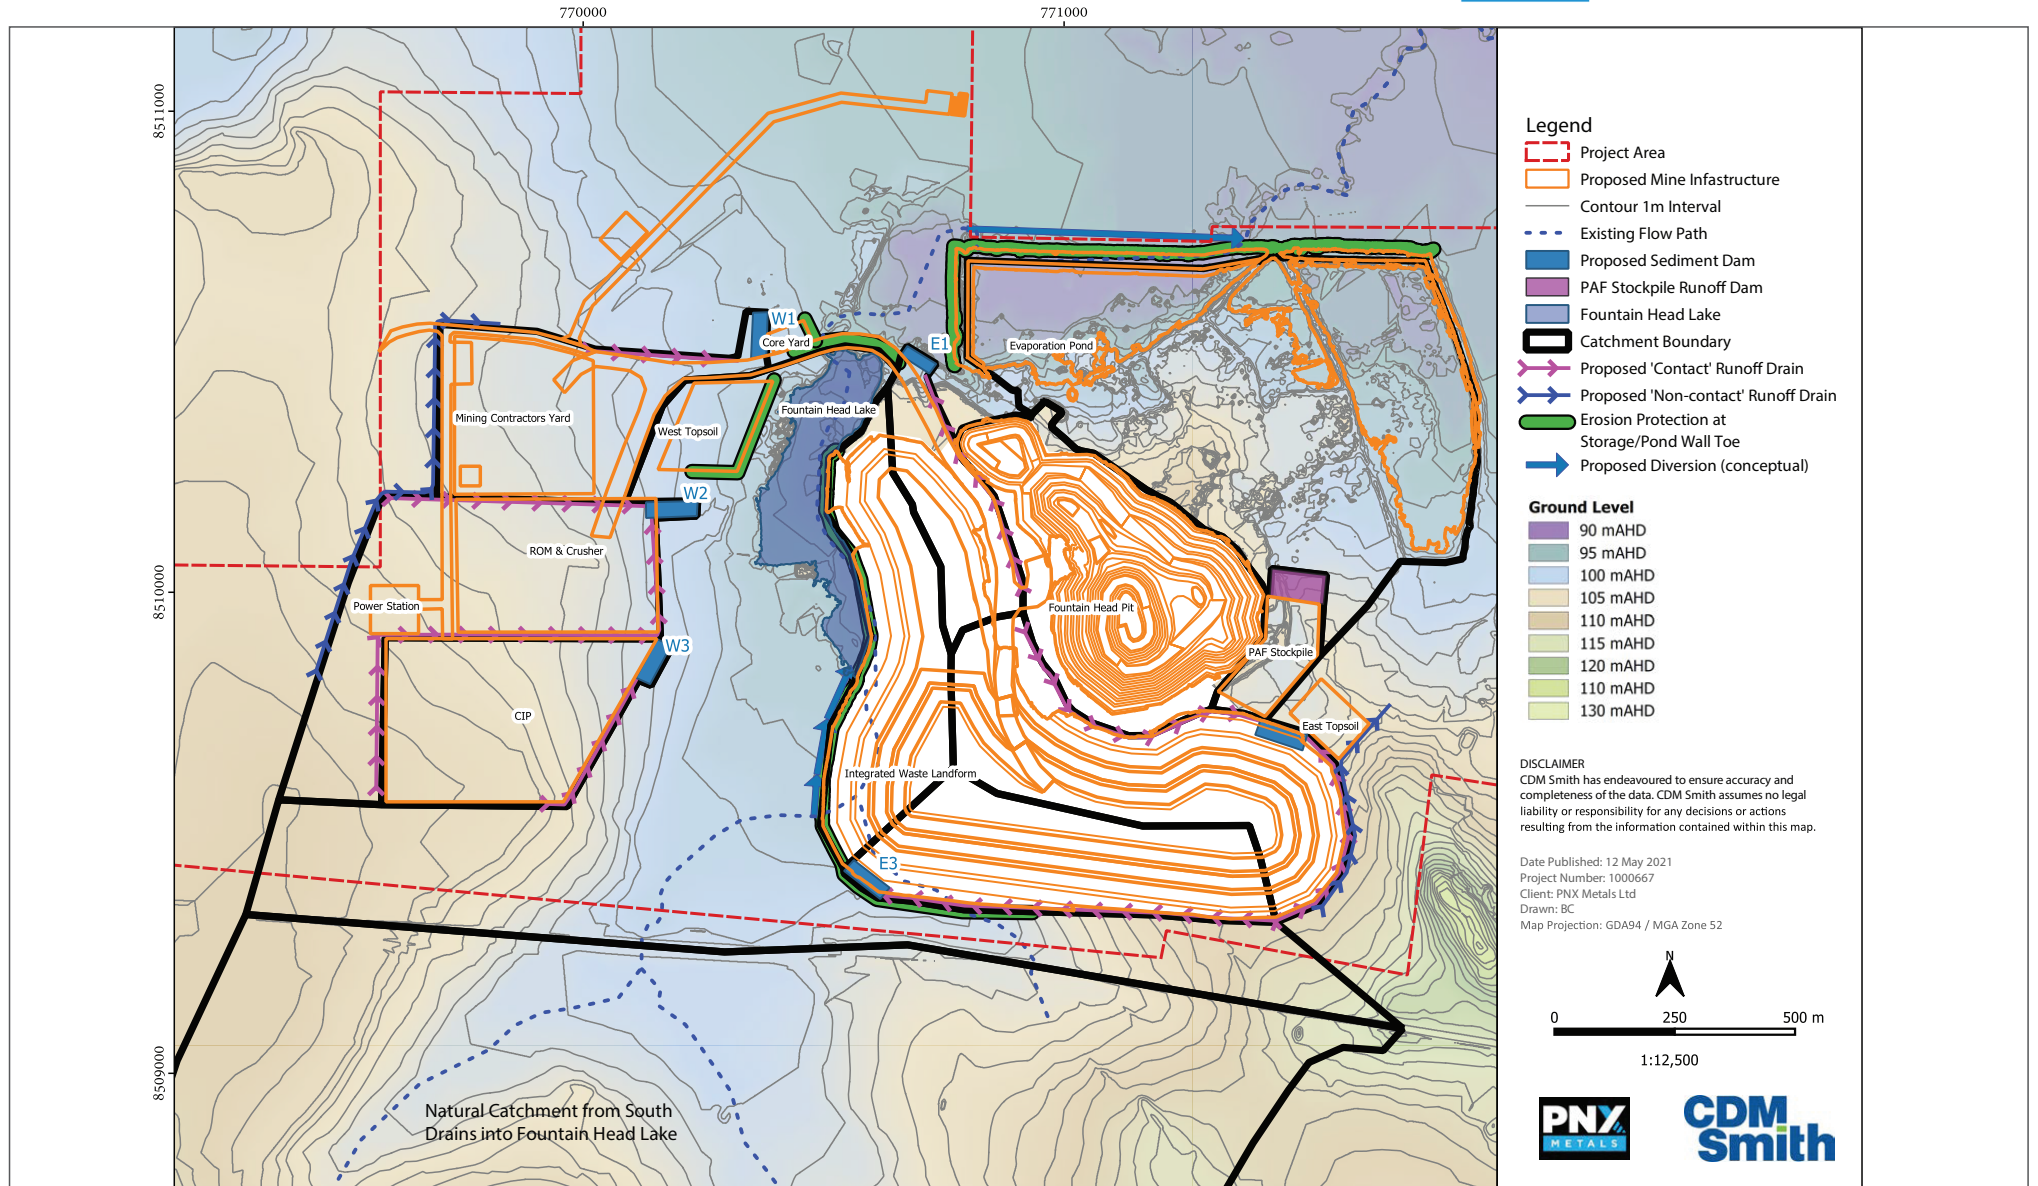 770000
771000
8511000
8510000
8509000
W1
Core Yard
E1
Evaporation Pond
Mining Contractors Yard
West Topsoil
Fountain Head Lake
W2
ROM & Crusher
Power Station
Fountain Head Pit
W3
PAF Stockpile
CIP
East Topsoil
Integrated Waste Landform
E3
Natural Catchment from South
Drains into Fountain Head Lake
Legend
Project Area
Proposed Mine Infastructure
Contour 1m Interval
Existing Flow Path
Proposed Sediment Dam
PAF Stockpile Runoff Dam
Fountain Head Lake
Catchment Boundary
Proposed 'Contact' Runoff Drain
Proposed 'Non-contact' Runoff Drain
Erosion Protection at
Storage/Pond Wall Toe
Proposed Diversion (conceptual)
Ground Level
90 mAHD
95 mAHD
100 mAHD
105 mAHD
110 mAHD
115 mAHD
120 mAHD
110 mAHD
130 mAHD
DISCLAIMER
CDM Smith has endeavoured to ensure accuracy and
completeness of the data. CDM Smith assumes no legal
liability or responsibility for any decisions or actions
resulting from the information contained within this map.
Date Published: 12 May 2021
Project Number: 1000667
Client: PNX Metals Ltd
Drawn: BC
Map Projection: GDA94 / MGA Zone 52
N
0 250 500 m
1:12,500
PNX
METALS
CDM
Smith